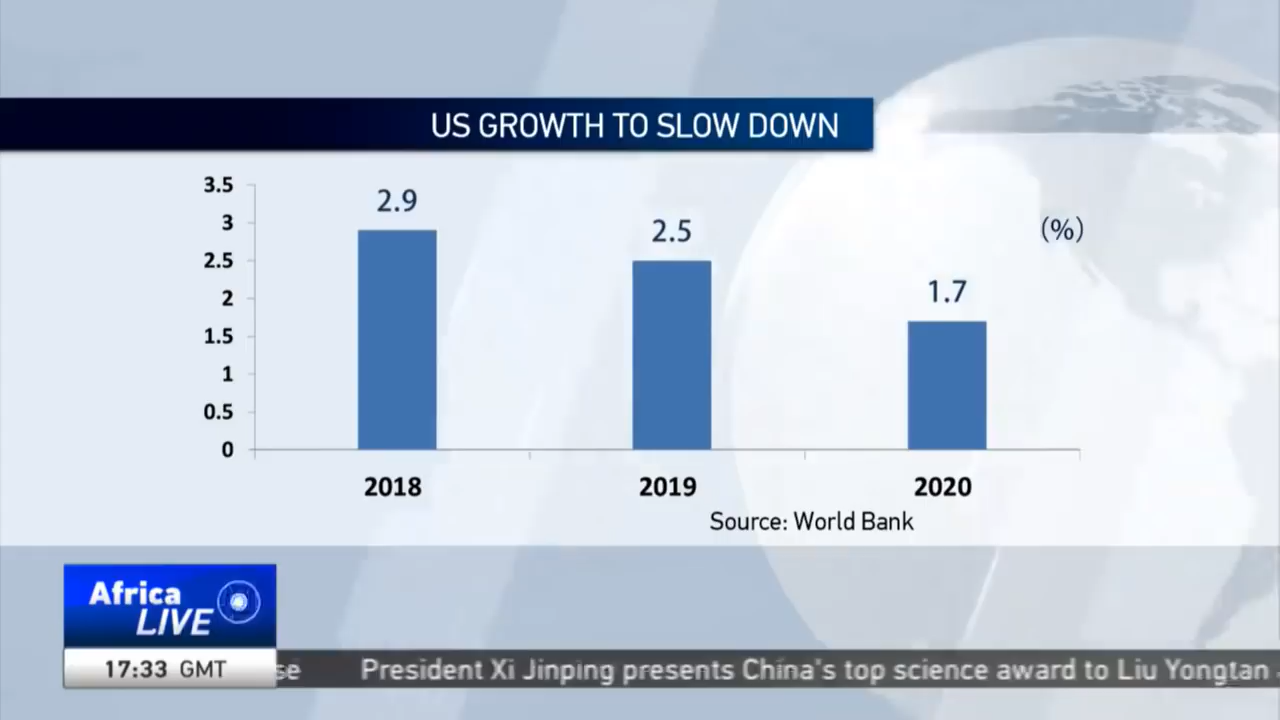 US GROWTH TO SLOW DOWN
3.5
3
2.5
2
1.5
1
0.5
0
2.9
2.5
1.7
(%)
2018 2019 2020
Source: World Bank
Africa
LIVE
17:33 GMT
President Xi Jinping presents China's top science award to Liu Yongtan